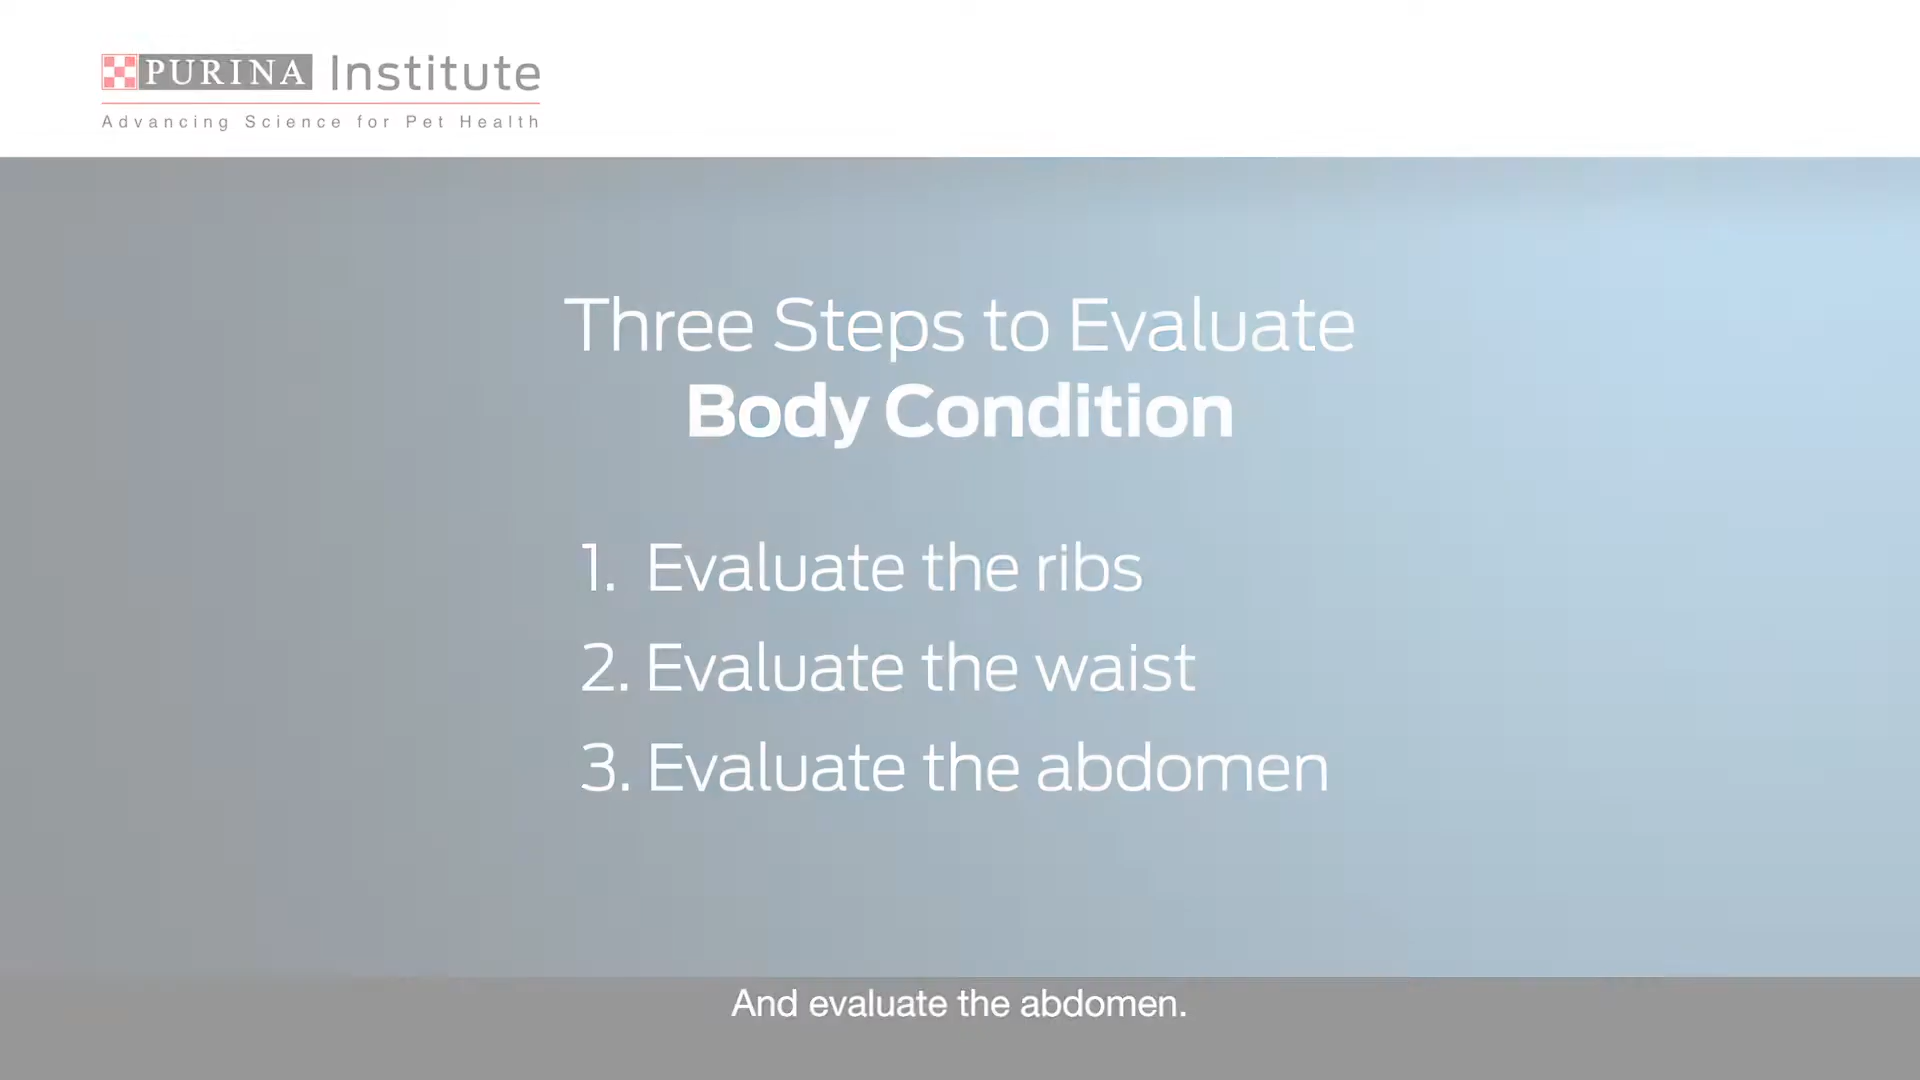 PURINA Institute
Advancing Science for Pet Health
Three Steps to Evaluate
Body Condition
1. Evaluate the ribs
2. Evaluate the waist
3. Evaluate the abdomen
And evaluate the abdomen.